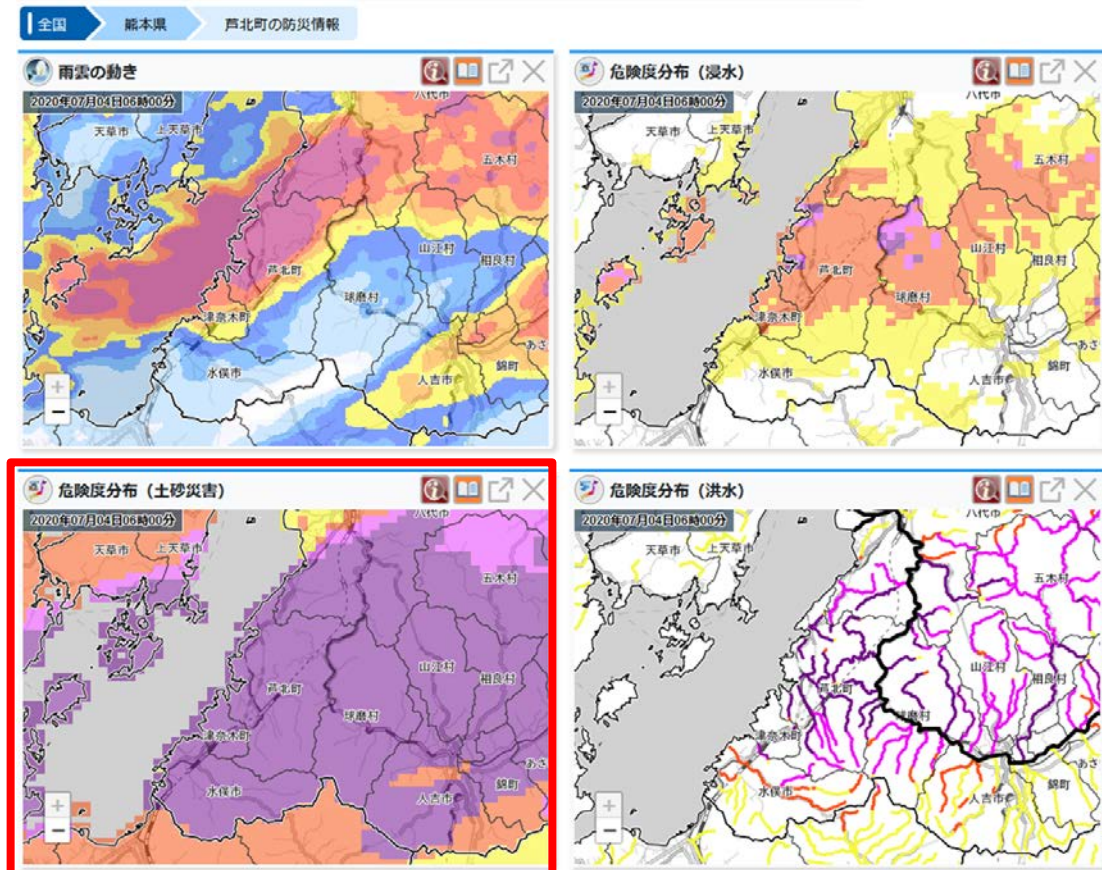 全国
熊本県
芦北町の防災情報
雨雲の動き
2020年07月04日06時00分
八代市
天草市
上天草市
五木村
山江村
相良村
芦北町
球磨村
津奈木町
あさ
錦町
水俣市
人吉市
+
−
危険度分布（浸水）
2020年07月04日06時00分
八代市
天草市
上天草市
五木村
山江村
相良村
芦北町
球磨村
津奈木町
あさ
錦町
水俣市
人吉市
+
−
危険度分布（土砂災害）
2020年07月04日06時00分
八代市
天草市
上天草市
五木村
山江村
相良村
芦北町
球磨村
津奈木町
あさ
錦町
水俣市
人吉市
+
−
危険度分布（洪水）
2020年07月04日06時00分
八代市
天草市
上天草市
五木村
山江村
相良村
芦北町
球磨村
津奈木町
あさ
錦町
水俣市
人吉市
+
−